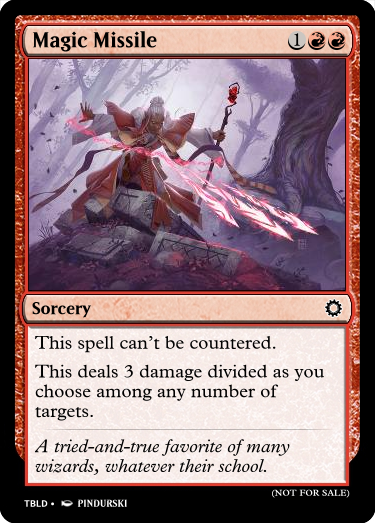 Magic Missile 1
Sorcery
This spell can't be countered.
This deals 3 damage divided as you
choose among any number of
targets.
A tried-and-true favorite of many
wizards, whatever their school.
TBLD • PINDURSKI
(NOT FOR SALE)